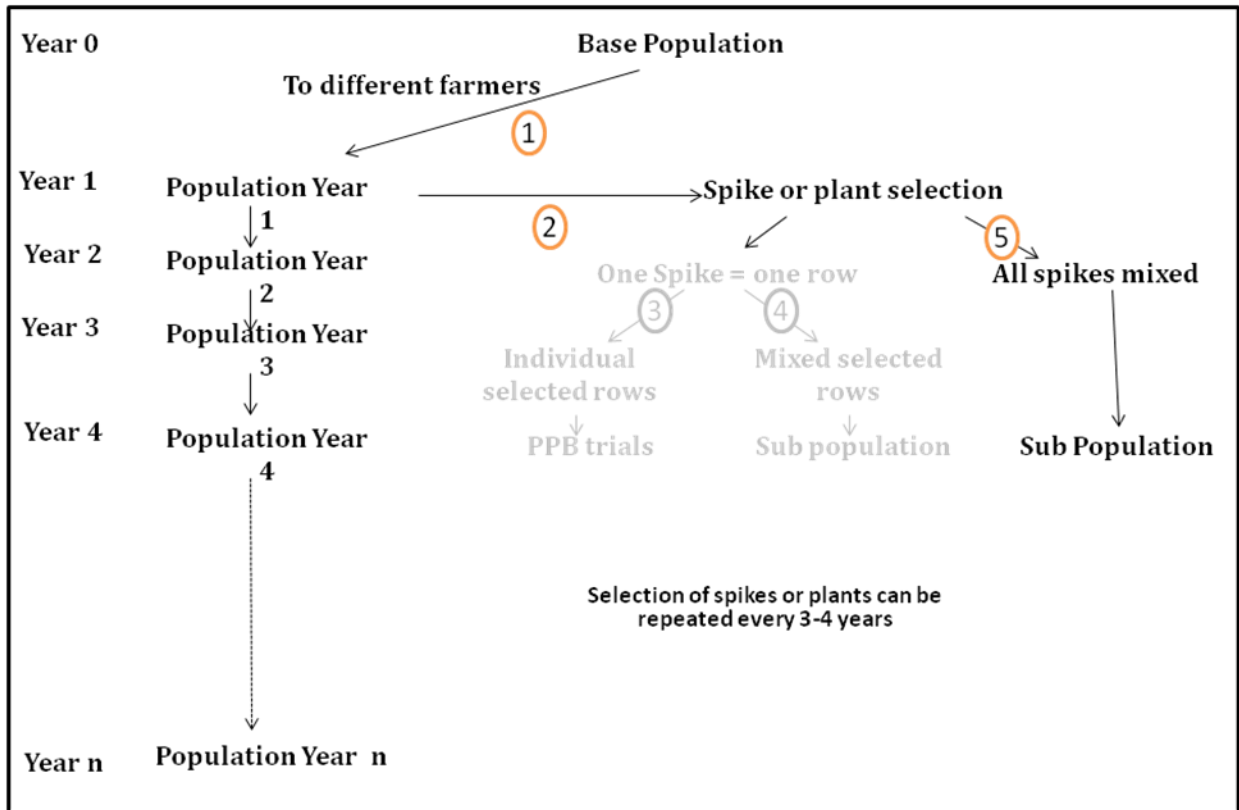 Year 0
Base Population
To different farmers
1
Year 1
Population Year
1
2
Spike or plant selection
5
Year 2
Population Year
2
One Spike = one row
All spikes mixed
3
4
Year 3
Population Year
3
Individual
selected rows
Mixed selected
rows
Year 4
Population Year
4
PPB trials
Sub population
Sub Population
Selection of spikes or plants can be
repeated every 3-4 years
Year n
Population Year n